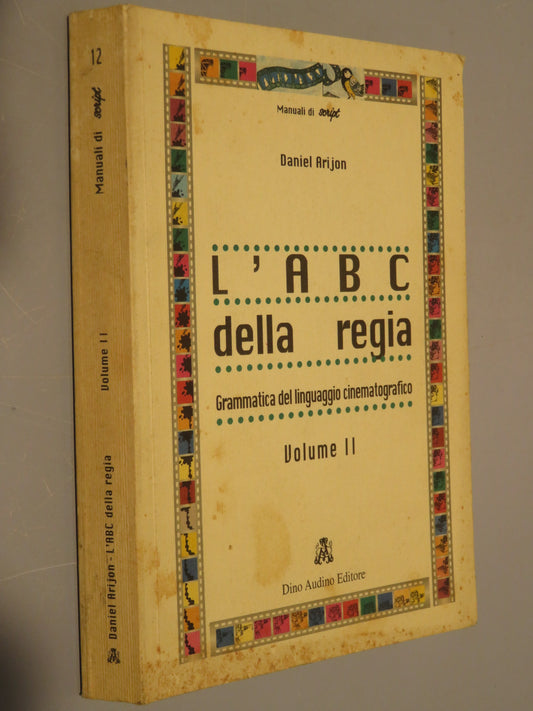 Manuali di script
Daniel Arijon
L'ABC
della regia
Grammatica del linguaggio cinematografico
Volume II
Dino Audino Editore
Daniel Arijon - L'ABC della regia
Volume II
Manuali di script
12